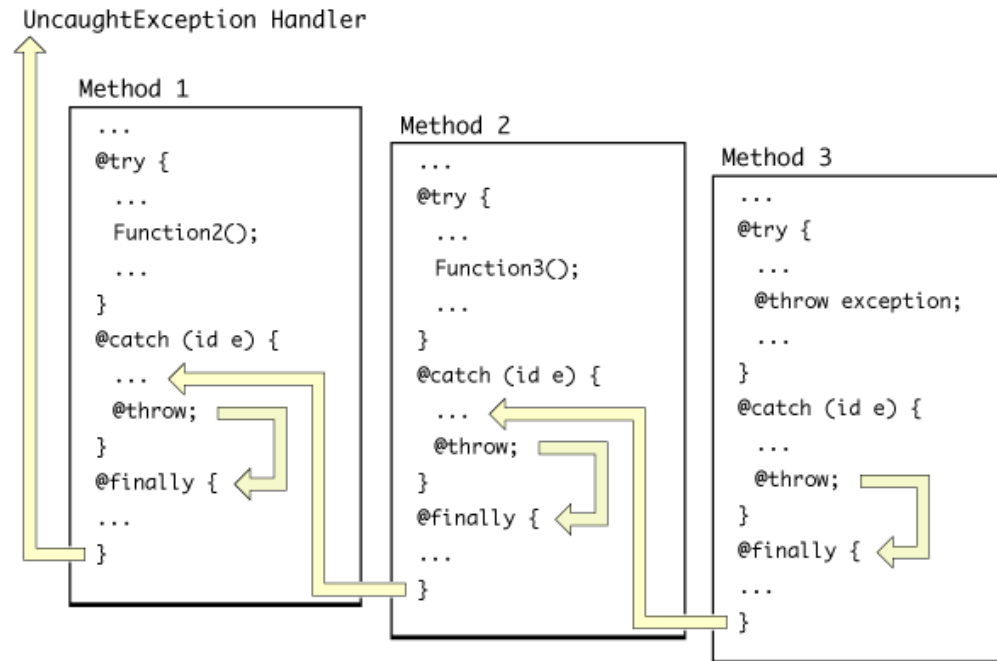 UncaughtException Handler
Method 1
...
@try {
...
Function2();
...
}
@catch (id e) {
...
@throw;
}
@finally {
...
}
Method 2
...
@try {
...
Function3();
...
}
@catch (id e) {
...
@throw;
}
@finally {
...
}
Method 3
...
@try {
...
@throw exception;
...
}
@catch (id e) {
...
@throw;
}
@finally {
...
}